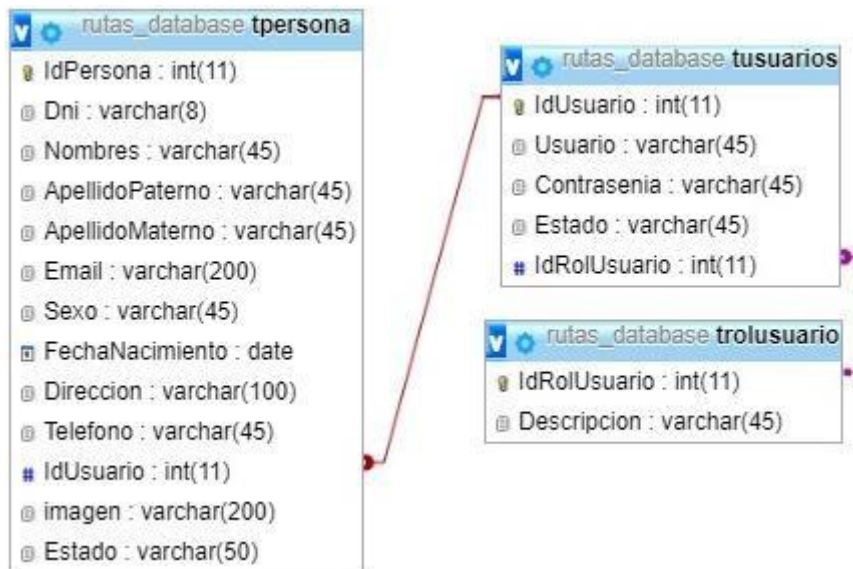 rutas_database tpersona
IdPersona : int(11)
Dni : varchar(8)
Nombres : varchar(45)
ApellidoPaterno : varchar(45)
ApellidoMaterno : varchar(45)
Email : varchar(200)
Sexo : varchar(45)
FechaNacimiento : date
Direccion : varchar(100)
Telefono : varchar(45)
IdUsuario : int(11)
imagen : varchar(200)
Estado : varchar(50)
rutas_database tusuarios
IdUsuario : int(11)
Usuario : varchar(45)
Contrasenia : varchar(45)
Estado : varchar(45)
IdRolUsuario : int(11)
rutas_database trolusuario
IdRolUsuario : int(11)
Descripcion : varchar(45)